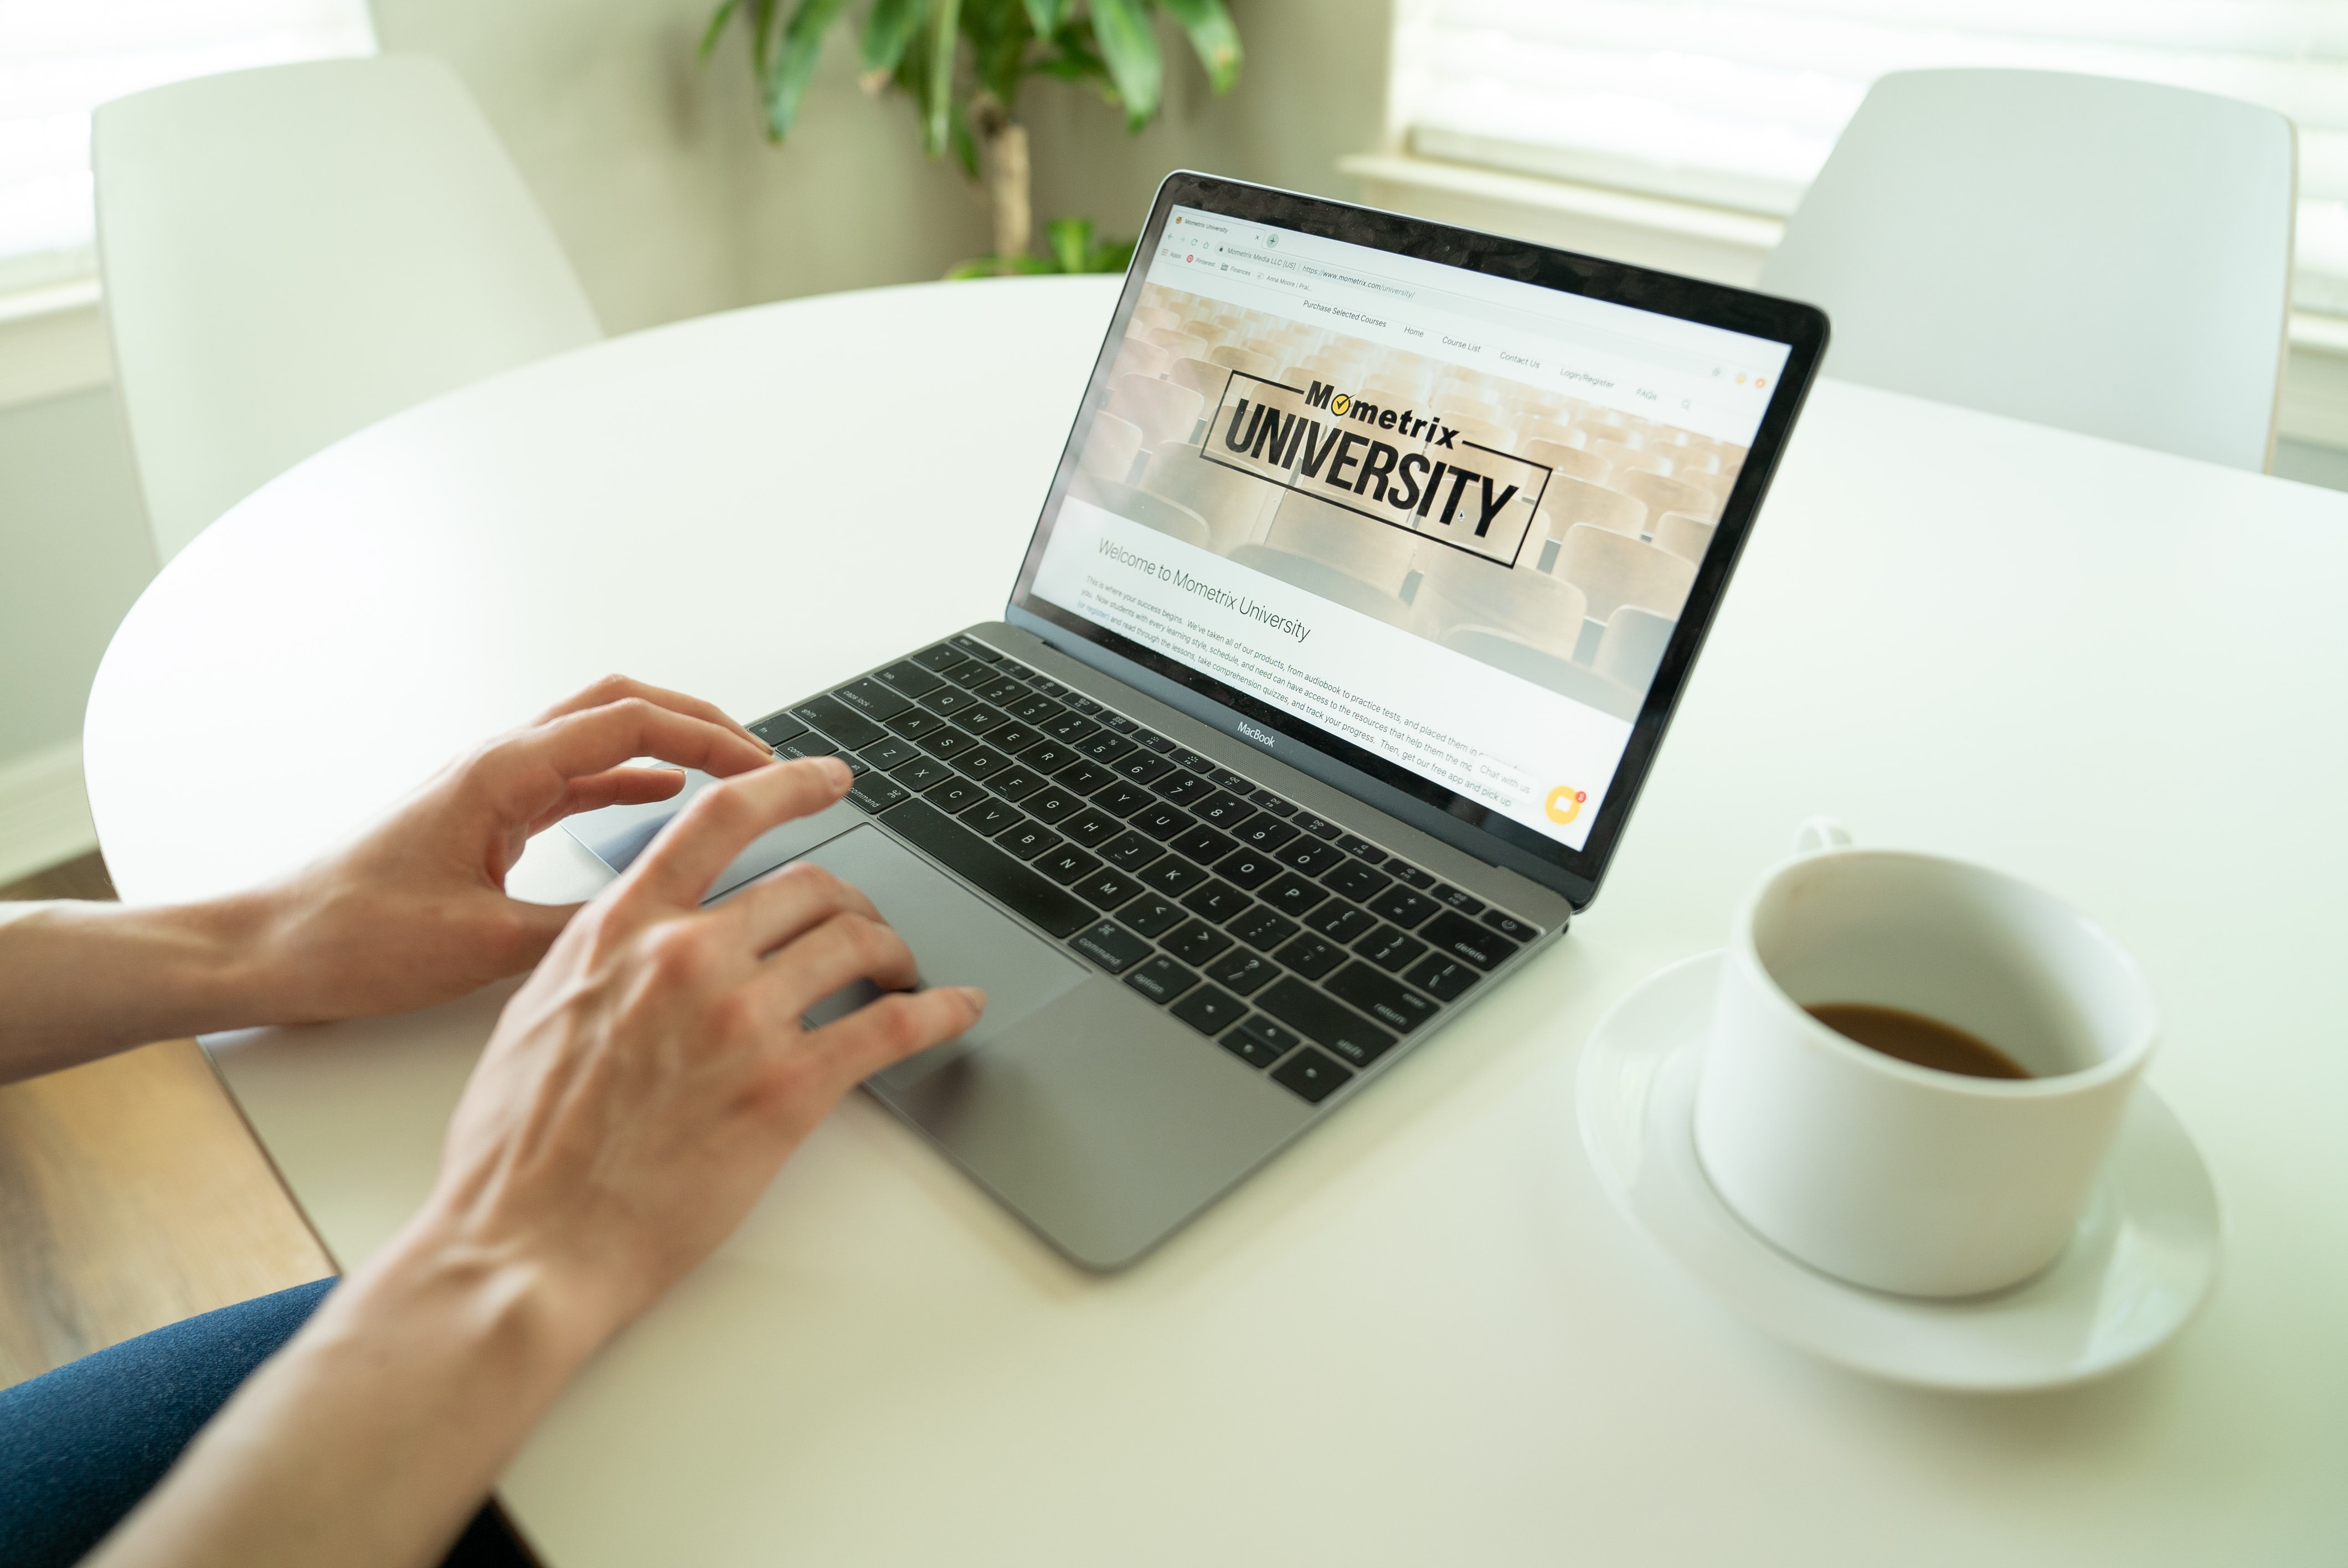 Mometrix University
Mometrix Media LLC [US] | https://www.mometrix.com/university/
Apps Pinterest Finances Anna Moore | Prai...
Purchase Selected Courses Home Course List Contact Us Login/Register FAQs
Mometrix
UNIVERSITY
Welcome to Mometrix University
This is where your success begins. We've taken all of our products, from audiobook to practice tests, and placed them in
you. Now students with every learning style, schedule, and need can have access to the resources that help them the mo
(or register) and read through the lessons, take comprehension quizzes, and track your progress. Then, get our free app and pick up
Chat with us
MacBook
esc
1 2 3 4 5 6 7 8 9 0
delete
tab Q W E R T Y U I O P
caps lock A S D F G H J K L
enter
return
shift Z X C V B N M
shift
fn control command
command
alt
option